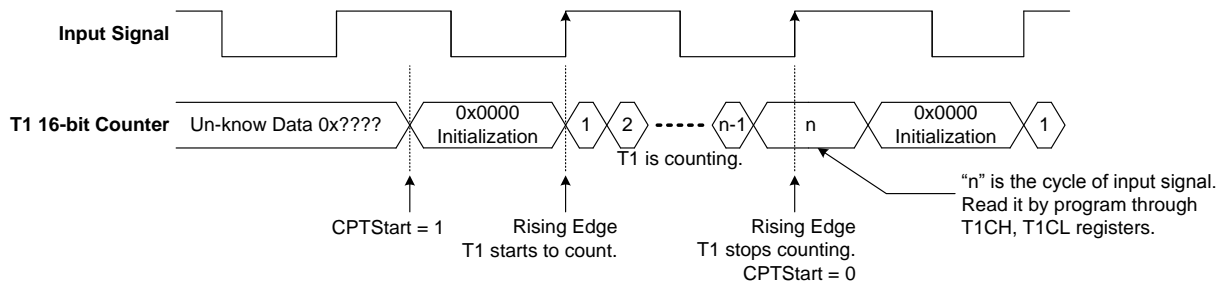 Input Signal
T1 16-bit Counter
Un-know Data 0x????
0x0000
Initialization
1
2
n-1
n
0x0000
Initialization
1
T1 is counting.
CPTStart = 1
Rising Edge
T1 starts to count.
Rising Edge
T1 stops counting.
CPTStart = 0
“n” is the cycle of input signal.
Read it by program through
T1CH, T1CL registers.